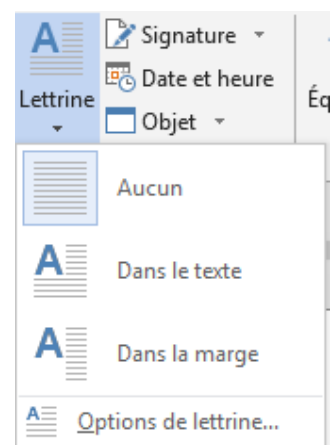 Lettrine
Signature
Date et heure
Objet
Éq
Aucun
Dans le texte
Dans la marge
Options de lettrine...